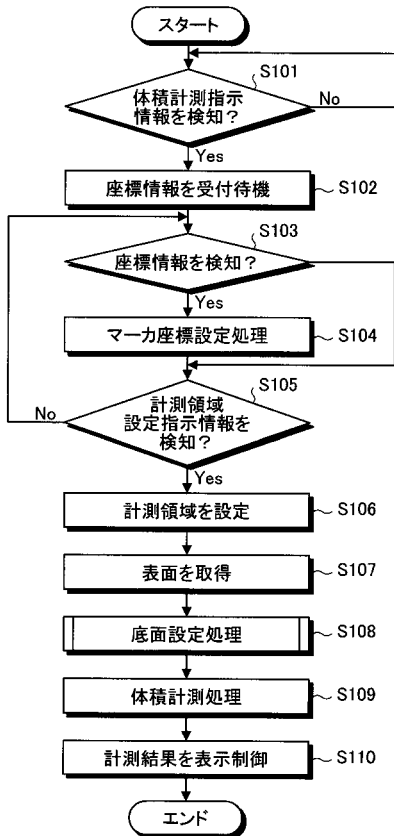 スタート
S101
体積計測指示
情報を検知?
No
Yes
座標情報を受付待機
S102
S103
座標情報を検知?
Yes
マーカ座標設定処理
S104
S105
計測領域
設定指示情報を
検知?
No
Yes
計測領域を設定
S106
表面を取得
S107
底面設定処理
S108
体積計測処理
S109
計測結果を表示制御
S110
エンド